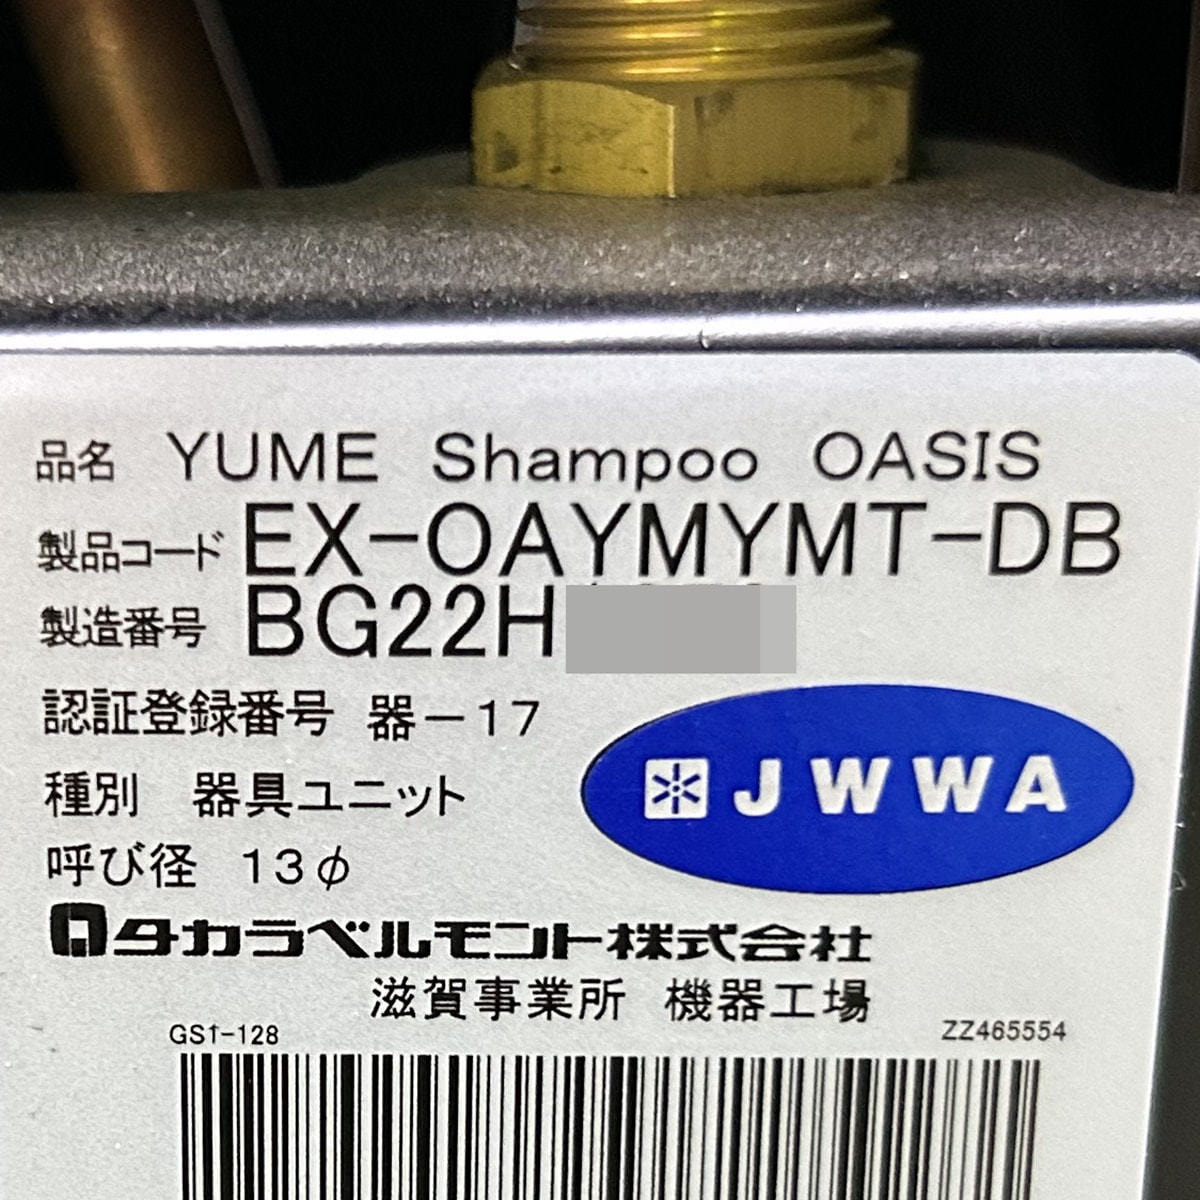 品名 YUME Shampoo OASIS
製品コード EX-OAYMYMT-DB
製造番号 BG22H
認証登録番号 器-17
種別 器具ユニット
呼び径 13φ
JWWA
タカラベルモント株式会社
滋賀事業所 機器工場
GS1-128 ZZ465554